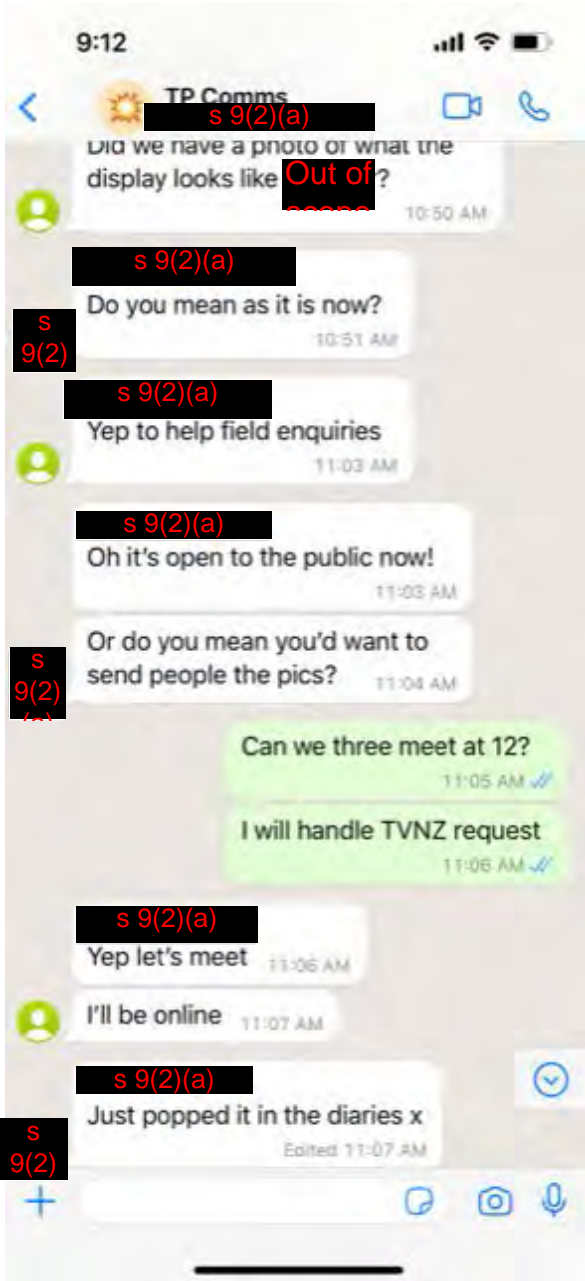 9:12
TP Comms
s 9(2)(a)
Did we have a photo of what the
display looks like Out of ?
10:50 AM
s 9(2)(a)
Do you mean as it is now?
10:51 AM
s
9(2)
s 9(2)(a)
Yep to help field enquiries
11:03 AM
s 9(2)(a)
Oh it's open to the public now!
11:03 AM
Or do you mean you'd want to
send people the pics? 11:04 AM
s
9(2)
(a)
Can we three meet at 12?
11:05 AM
I will handle TVNZ request
11:06 AM
s 9(2)(a)
Yep let's meet 11:06 AM
I'll be online 11:07 AM
s 9(2)(a)
Just popped it in the diaries x
Edited 11:07 AM
s
9(2)